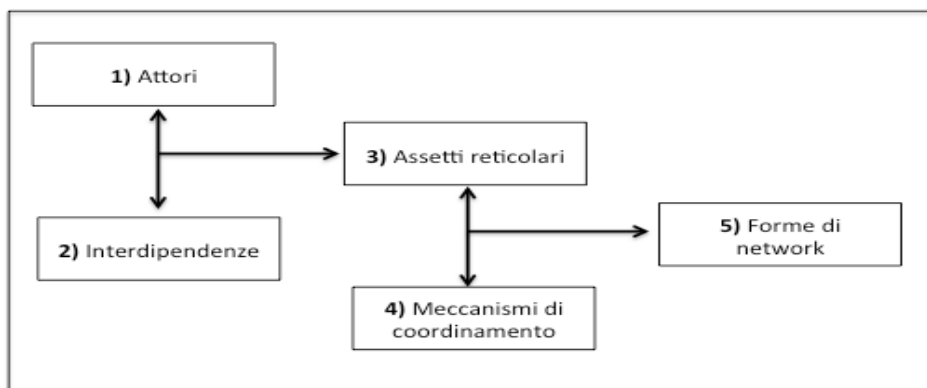 1) Attori
3) Assetti reticolari
2) Interdipendenze
5) Forme di
network
4) Meccanismi di
coordinamento